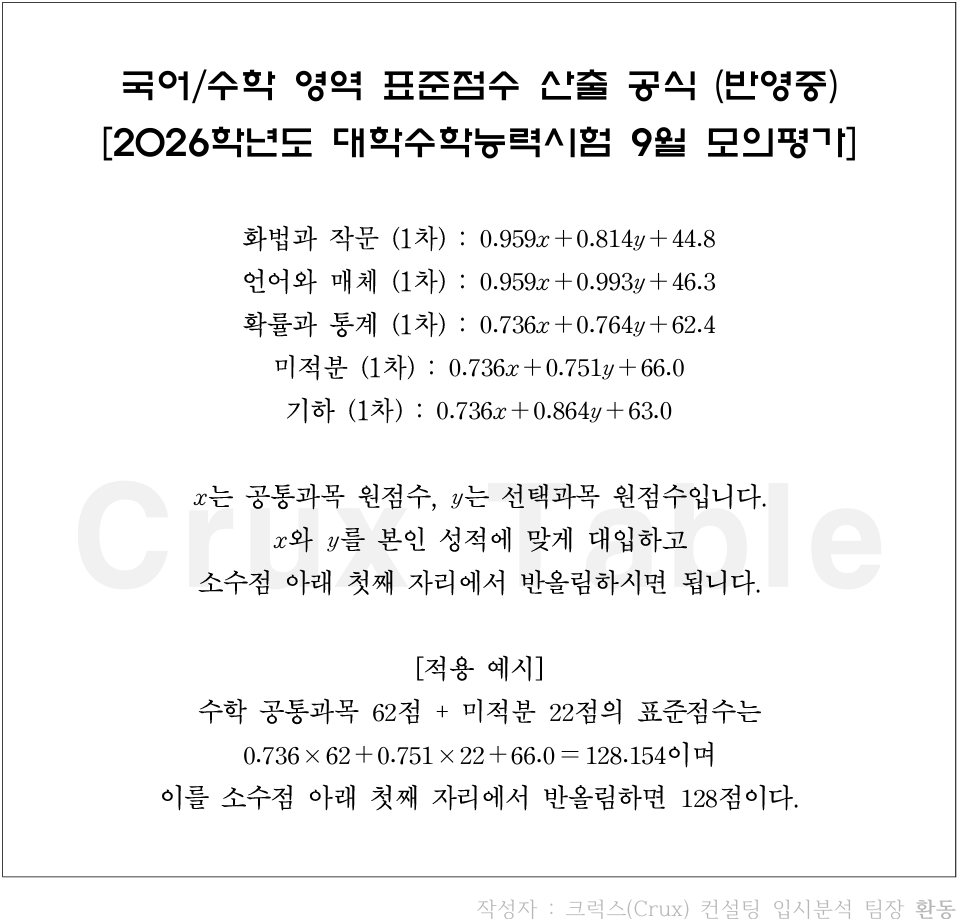 국어/수학 영역 표준점수 산출 공식 (반영중)
[2026학년도 대학수학능력시험 9월 모의평가]
화법과 작문 (1차) : 0.959x+0.814y+44.8
언어와 매체 (1차) : 0.959x+0.993y+46.3
확률과 통계 (1차) : 0.736x+0.764y+62.4
미적분 (1차) : 0.736x+0.751y+66.0
기하 (1차) : 0.736x+0.864y+63.0
Crux Table
x는 공통과목 원점수, y는 선택과목 원점수입니다.
x와 y를 본인 성적에 맞게 대입하고
소수점 아래 첫째 자리에서 반올림하시면 됩니다.
[적용 예시]
수학 공통과목 62점 + 미적분 22점의 표준점수는
0.736×62+0.751×22+66.0=128.154이며
이를 소수점 아래 첫째 자리에서 반올림하면 128점이다.
작성자 : 크럭스(Crux) 컨설팅 입시분석 팀장 환동